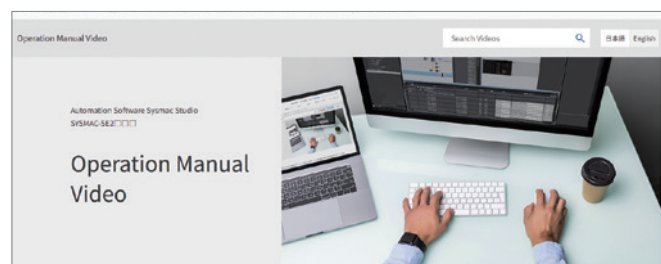 Operation Manual Video
Search Videos
日本語 English
Automation Software Sysmac Studio
SYSMAC-SE2□□□
Operation Manual
Video